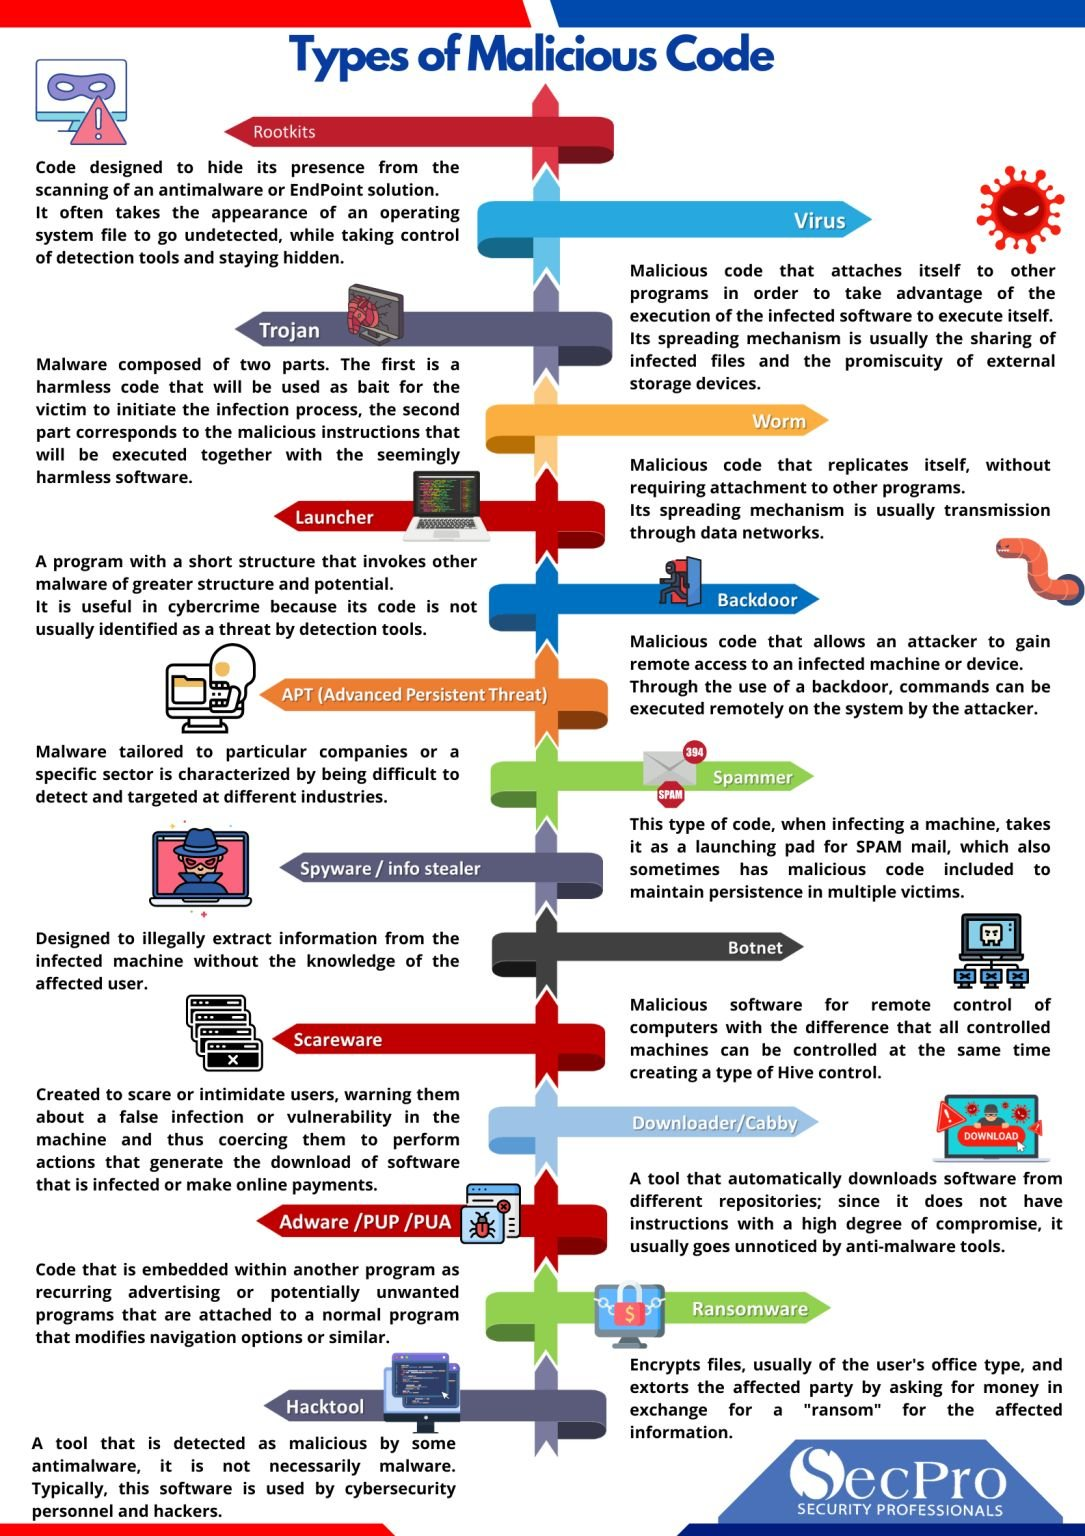 Types of Malicious Code
Rootkits
Code designed to hide its presence from the
scanning of an antimalware or EndPoint solution.
It often takes the appearance of an operating
system file to go undetected, while taking control
of detection tools and staying hidden.
Virus
Malicious code that attaches itself to other
programs in order to take advantage of the
execution of the infected software to execute itself.
Its spreading mechanism is usually the sharing of
infected files and the promiscuity of external
storage devices.
Trojan
Malware composed of two parts. The first is a
harmless code that will be used as bait for the
victim to initiate the infection process, the second
part corresponds to the malicious instructions that
will be executed together with the seemingly
harmless software.
Worm
Malicious code that replicates itself, without
requiring attachment to other programs.
Its spreading mechanism is usually transmission
through data networks.
Launcher
A program with a short structure that invokes other
malware of greater structure and potential.
It is useful in cybercrime because its code is not
usually identified as a threat by detection tools.
Backdoor
Malicious code that allows an attacker to gain
remote access to an infected machine or device.
Through the use of a backdoor, commands can be
executed remotely on the system by the attacker.
APT (Advanced Persistent Threat)
Malware tailored to particular companies or a
specific sector is characterized by being difficult to
detect and targeted at different industries.
394
SPAM
Spammer
This type of code, when infecting a machine, takes
it as a launching pad for SPAM mail, which also
sometimes has malicious code included to
maintain persistence in multiple victims.
Spyware / info stealer
Designed to illegally extract information from the
infected machine without the knowledge of the
affected user.
Botnet
Malicious software for remote control of
computers with the difference that all controlled
machines can be controlled at the same time
creating a type of Hive control.
Scareware
Created to scare or intimidate users, warning them
about a false infection or vulnerability in the
machine and thus coercing them to perform
actions that generate the download of software
that is infected or make online payments.
Downloader/Cabby
DOWNLOAD
A tool that automatically downloads software from
different repositories; since it does not have
instructions with a high degree of compromise, it
usually goes unnoticed by anti-malware tools.
Adware /PUP /PUA
Code that is embedded within another program as
recurring advertising or potentially unwanted
programs that are attached to a normal program
that modifies navigation options or similar.
Ransomware
Encrypts files, usually of the user's office type, and
extorts the affected party by asking for money in
exchange for a "ransom" for the affected
information.
Hacktool
A tool that is detected as malicious by some
antimalware, it is not necessarily malware.
Typically, this software is used by cybersecurity
personnel and hackers.
SecPro
SECURITY PROFESSIONALS